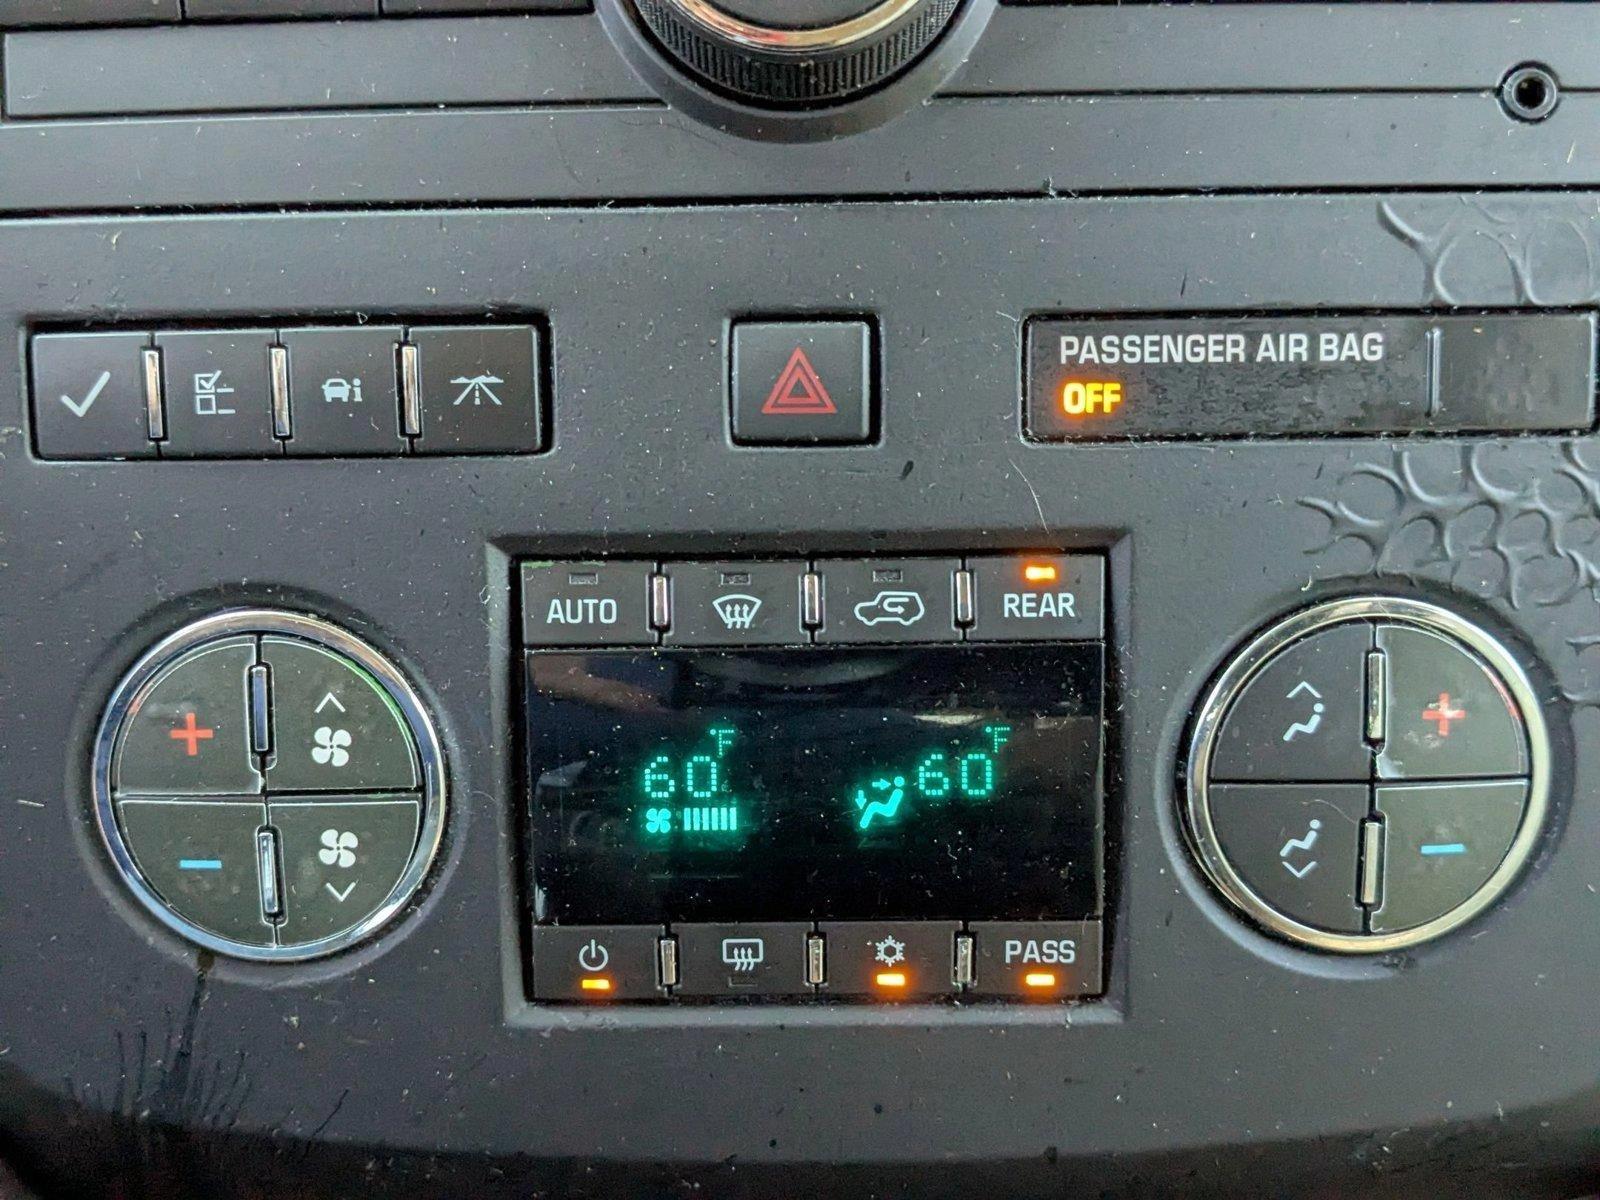 PASSENGER AIR BAG
OFF
AUTO
REAR
60°F
60°F
PASS